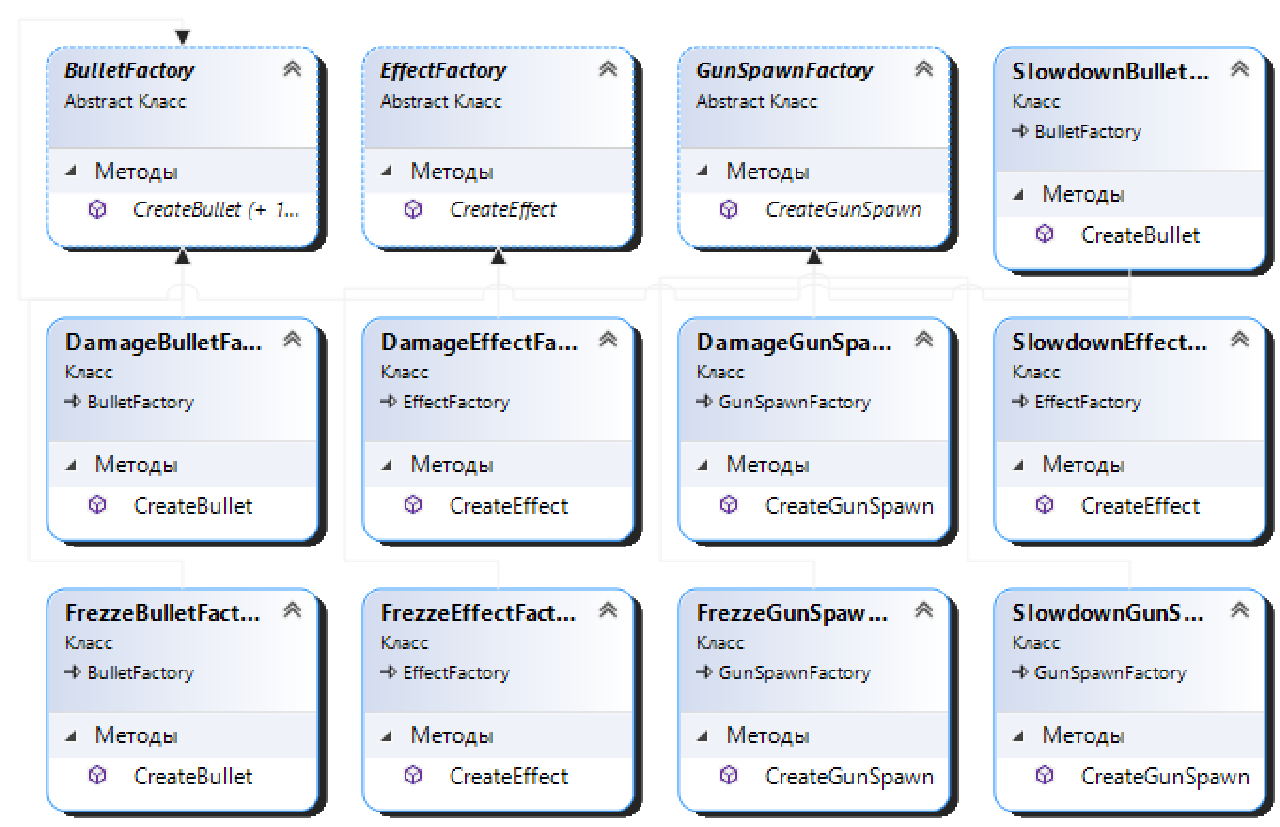 BulletFactory
Abstract Класс
Методы
CreateBullet (+ 1...
EffectFactory
Abstract Класс
Методы
CreateEffect
GunSpawnFactory
Abstract Класс
Методы
CreateGunSpawn
SlowdownBullet...
Класс
BulletFactory
Методы
CreateBullet
DamageBulletFa...
Класс
BulletFactory
Методы
CreateBullet
DamageEffectFa...
Класс
EffectFactory
Методы
CreateEffect
DamageGunSpa...
Класс
GunSpawnFactory
Методы
CreateGunSpawn
SlowdownEffect...
Класс
EffectFactory
Методы
CreateEffect
FrezzeBulletFact...
Класс
BulletFactory
Методы
CreateBullet
FrezzeEffectFact...
Класс
EffectFactory
Методы
CreateEffect
FrezzeGunSpaw...
Класс
GunSpawnFactory
Методы
CreateGunSpawn
SlowdownGunS...
Класс
GunSpawnFactory
Методы
CreateGunSpawn